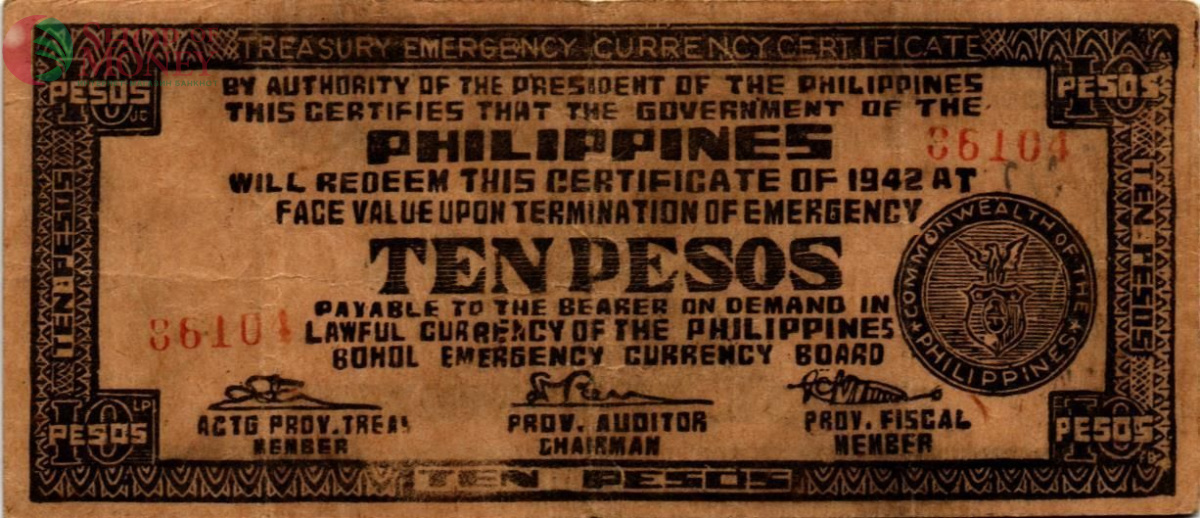 TREASURY EMERGENCY CURRENCY CERTIFICATE
10 PESOS
10 PESOS
BY AUTHORITY OF THE PRESIDENT OF THE PHILIPPINES
THIS CERTIFIES THAT THE GOVERNMENT OF THE
PHILIPPINES
86104
WILL REDEEM THIS CERTIFICATE OF 1942 AT
FACE VALUE UPON TERMINATION OF EMERGENCY
TEN PESOS
TEN PESOS
TEN PESOS
COMMONWEALTH OF THE PHILIPPINES
PAYABLE TO THE BEARER ON DEMAND IN
86104
LAWFUL CURRENCY OF THE PHILIPPINES
BOHOL EMERGENCY CURRENCY BOARD
ACTG PROV. TREAS
PROV. AUDITOR
PROV. FISCAL
MEMBER
CHAIRMAN
MEMBER
10 LP PESOS
10 PESOS
TEN PESOS